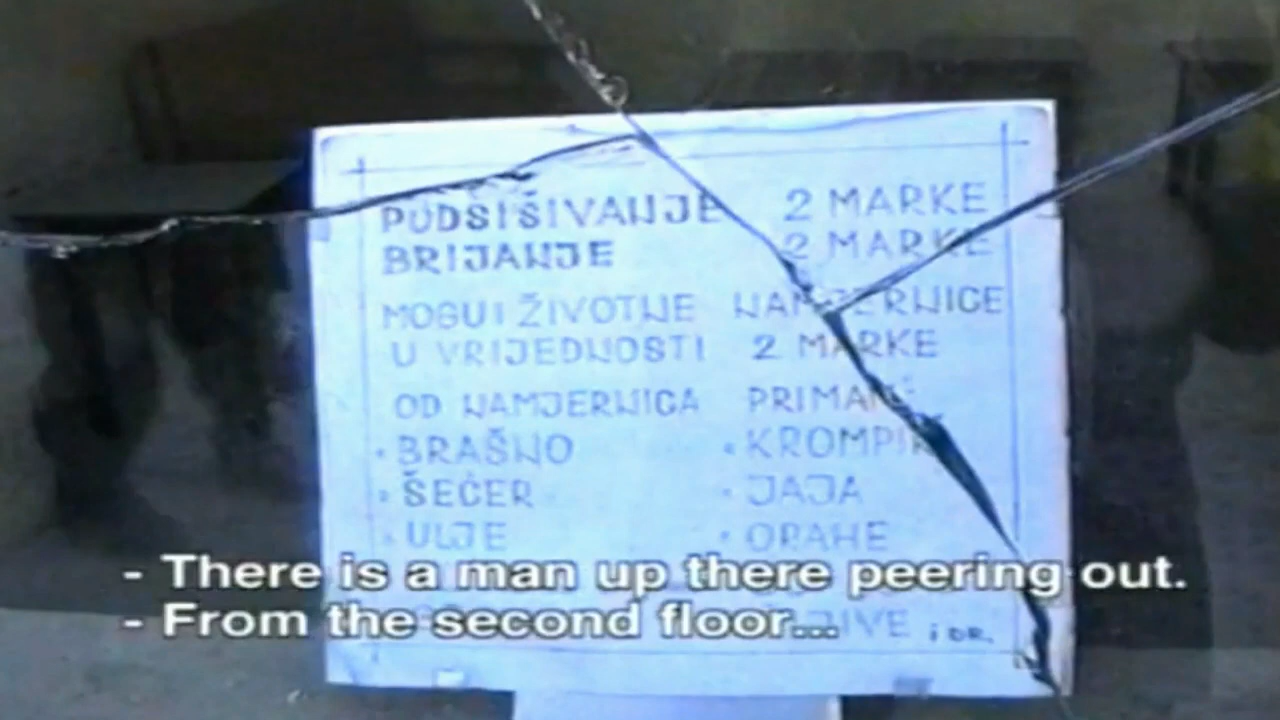 PODŠIŠIVANJE 2 MARKE
BRIJANJE 2 MARKE
MOGU I ŽIVOTNE NAMJERNICE
U VRIJEDNOSTI 2 MARKE
OD NAMJERNICA PRIMAM:
• BRAŠNO • KROMPIR
• ŠEĆER • JAJA
• ULJE • ORAHE
- There is a man up there peering out.
- From the second floor...
i DR.